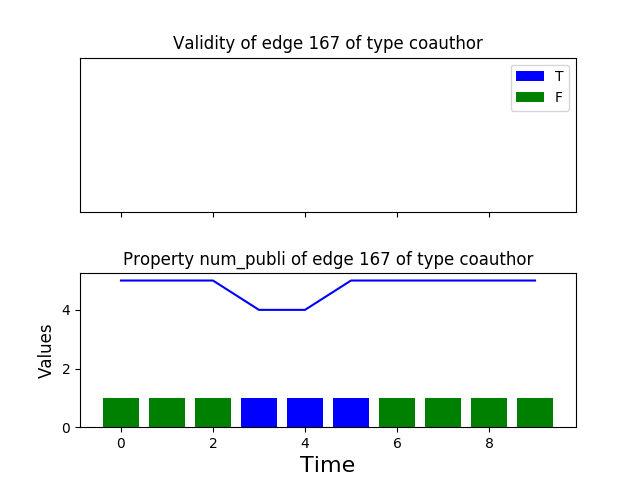 Validity of edge 167 of type coauthor
T
F
Property num_publi of edge 167 of type coauthor
4
2
0
Values
0 2 4 6 8
Time